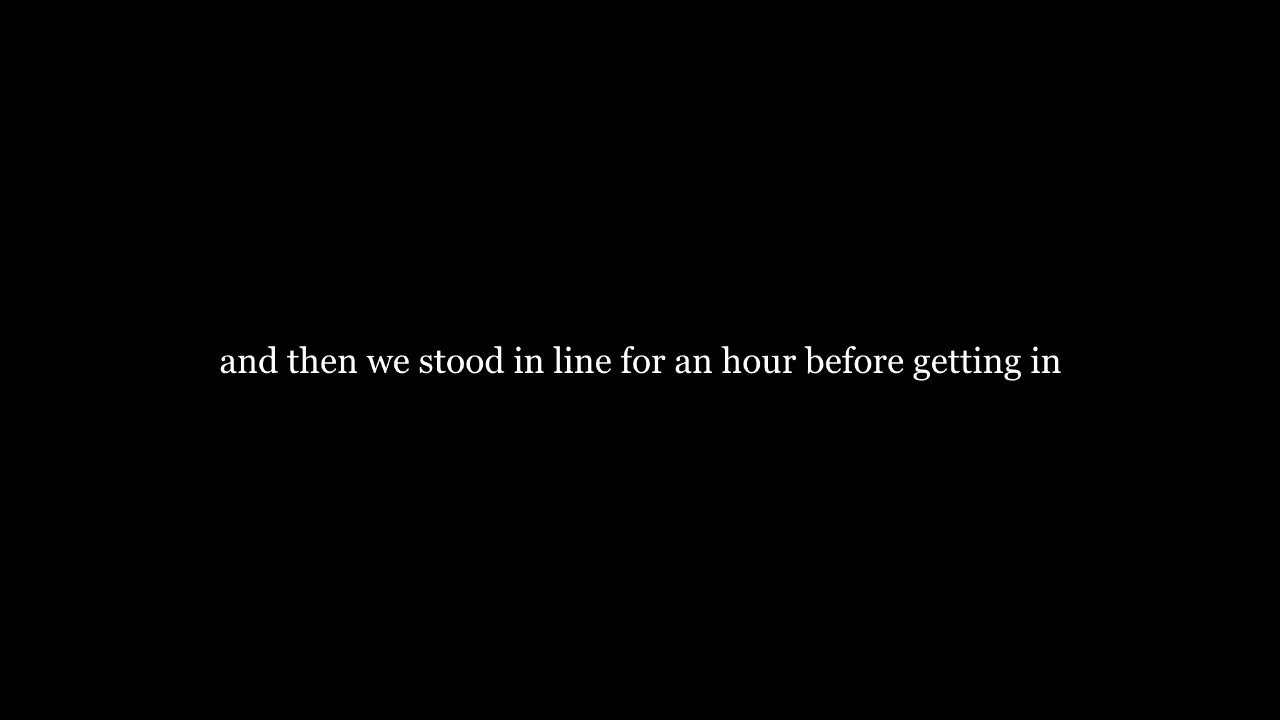 and then we stood in line for an hour before getting in